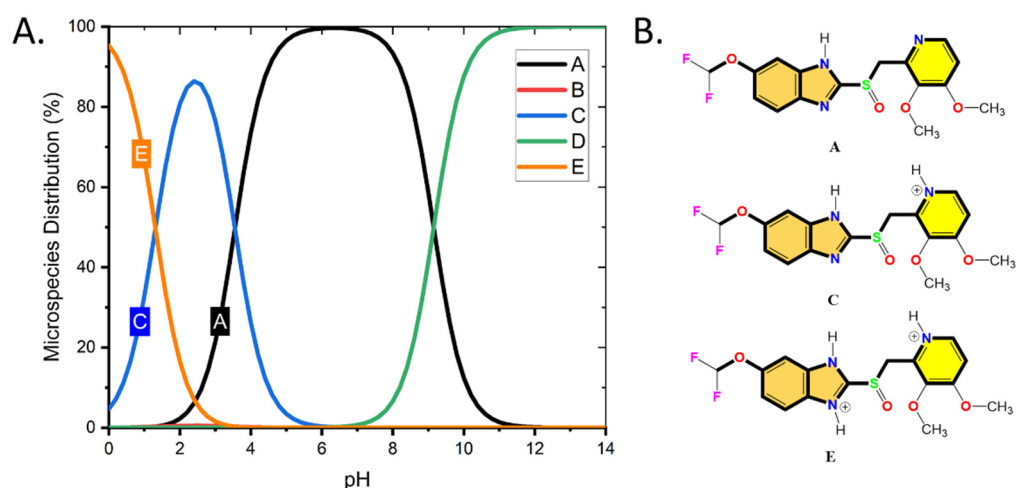 A.
B.
Microspecies Distribution (%)
100
80
60
40
20
0
0
2
4
6
8
10
12
14
pH
E
C
A
A
B
C
D
E
H
N
N
N
S
O
O
O
F
F
O
CH₃
CH₃
A
H
N
H
N
⊕
N
S
O
O
O
F
F
O
CH₃
CH₃
C
H
N
H
N
⊕
N
⊕
H
S
O
O
O
F
F
O
CH₃
CH₃
E